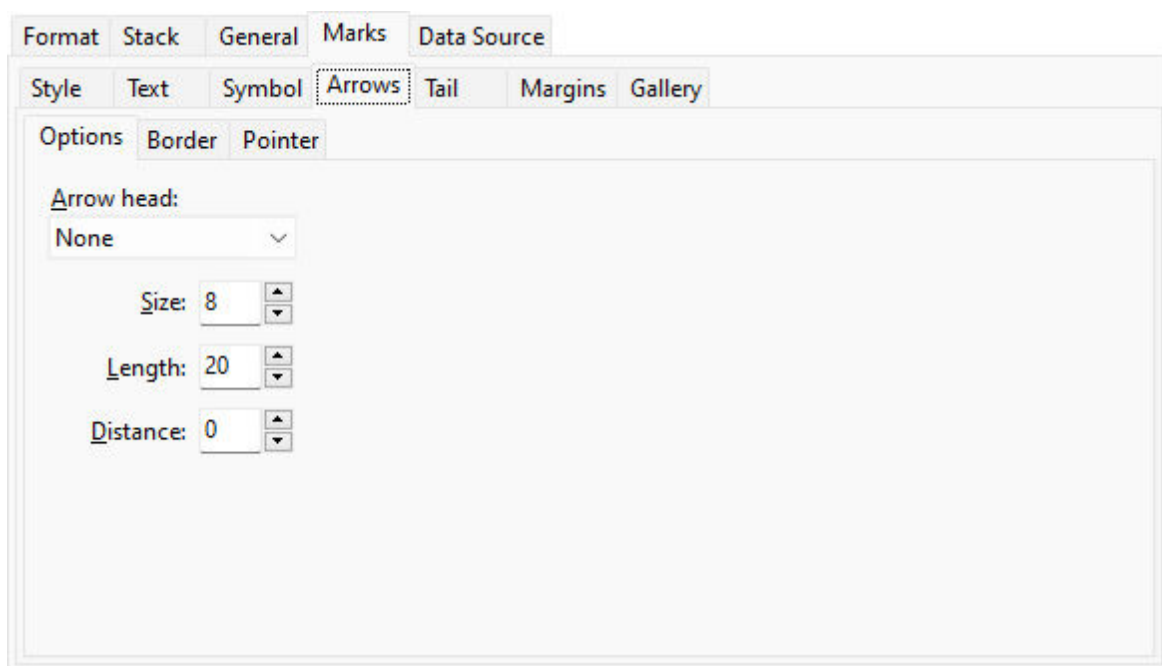 Format Stack General Marks Data Source
Style Text Symbol Arrows Tail Margins Gallery
Options Border Pointer
Arrow head:
None
Size: 8
Length: 20
Distance: 0